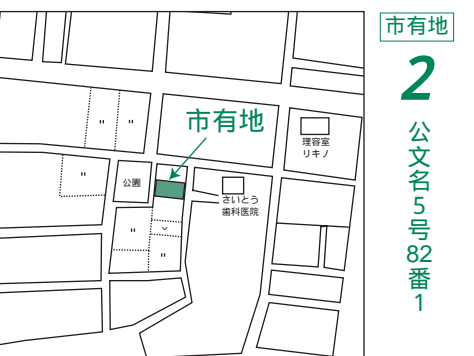 市有地
2
公文名5号82番1
市有地
理容室
リキノ
公園
さいとう
歯科医院